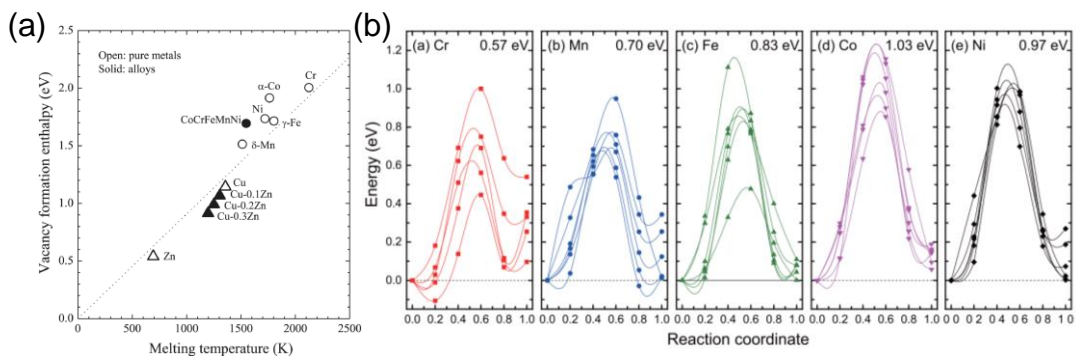 (a)
2.5
2.0
1.5
1.0
0.5
0.0
Vacancy formation enthalpy (eV)
Open: pure metals
Solid: alloys
Cr
α-Co
Ni
γ-Fe
CoCrFeMnNi
δ-Mn
Cu
Cu-0.1Zn
Cu-0.2Zn
Cu-0.3Zn
Zn
0 500 1000 1500 2000 2500
Melting temperature (K)
(b)
Energy (eV)
1.2
1.0
0.8
0.6
0.4
0.2
0.0
(a) Cr 0.57 eV
(b) Mn 0.70 eV
(c) Fe 0.83 eV
(d) Co 1.03 eV
(e) Ni 0.97 eV
0.0 0.2 0.4 0.6 0.8 1.0
0.0 0.2 0.4 0.6 0.8 1.0
0.0 0.2 0.4 0.6 0.8 1.0
0.0 0.2 0.4 0.6 0.8 1.0
0.0 0.2 0.4 0.6 0.8 1.0
Reaction coordinate